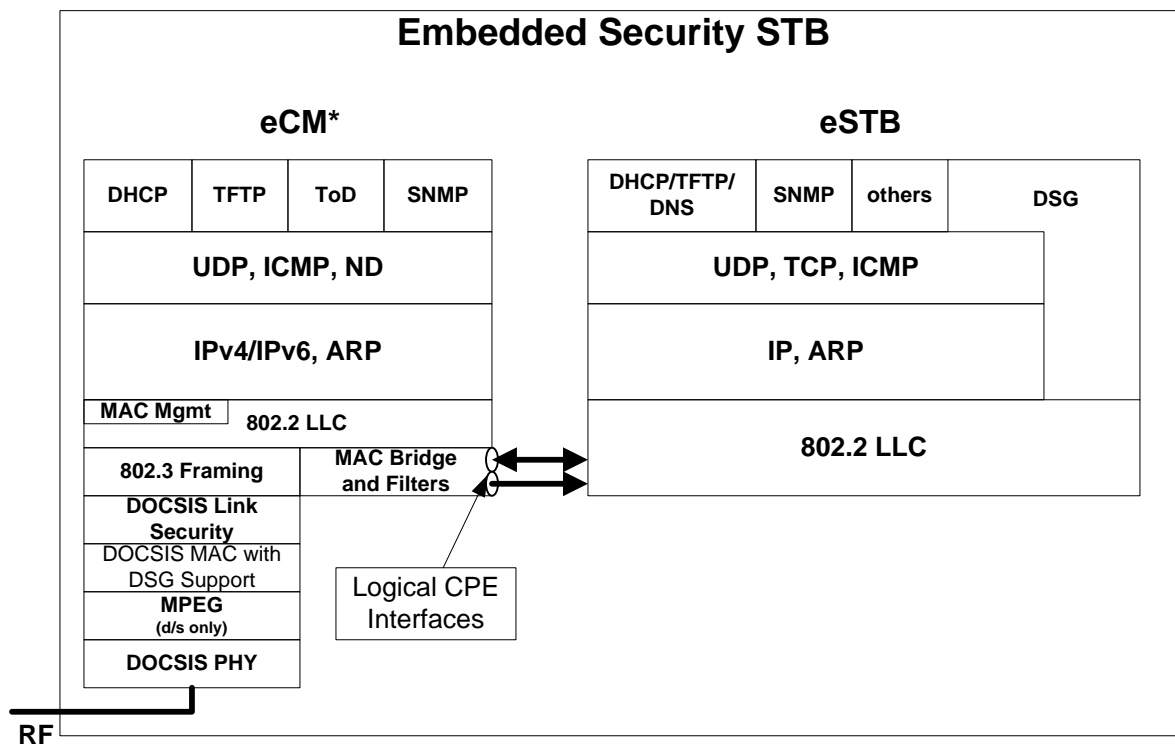 Embedded Security STB
eCM*
eSTB
DHCP
TFTP
ToD
SNMP
DHCP/TFTP/
DNS
SNMP
others
DSG
UDP, ICMP, ND
UDP, TCP, ICMP
IPv4/IPv6, ARP
IP, ARP
MAC Mgmt
802.2 LLC
802.2 LLC
802.3 Framing
MAC Bridge
and Filters
DOCSIS Link
Security
DOCSIS MAC with
DSG Support
Logical CPE
Interfaces
MPEG
(d/s only)
DOCSIS PHY
RF